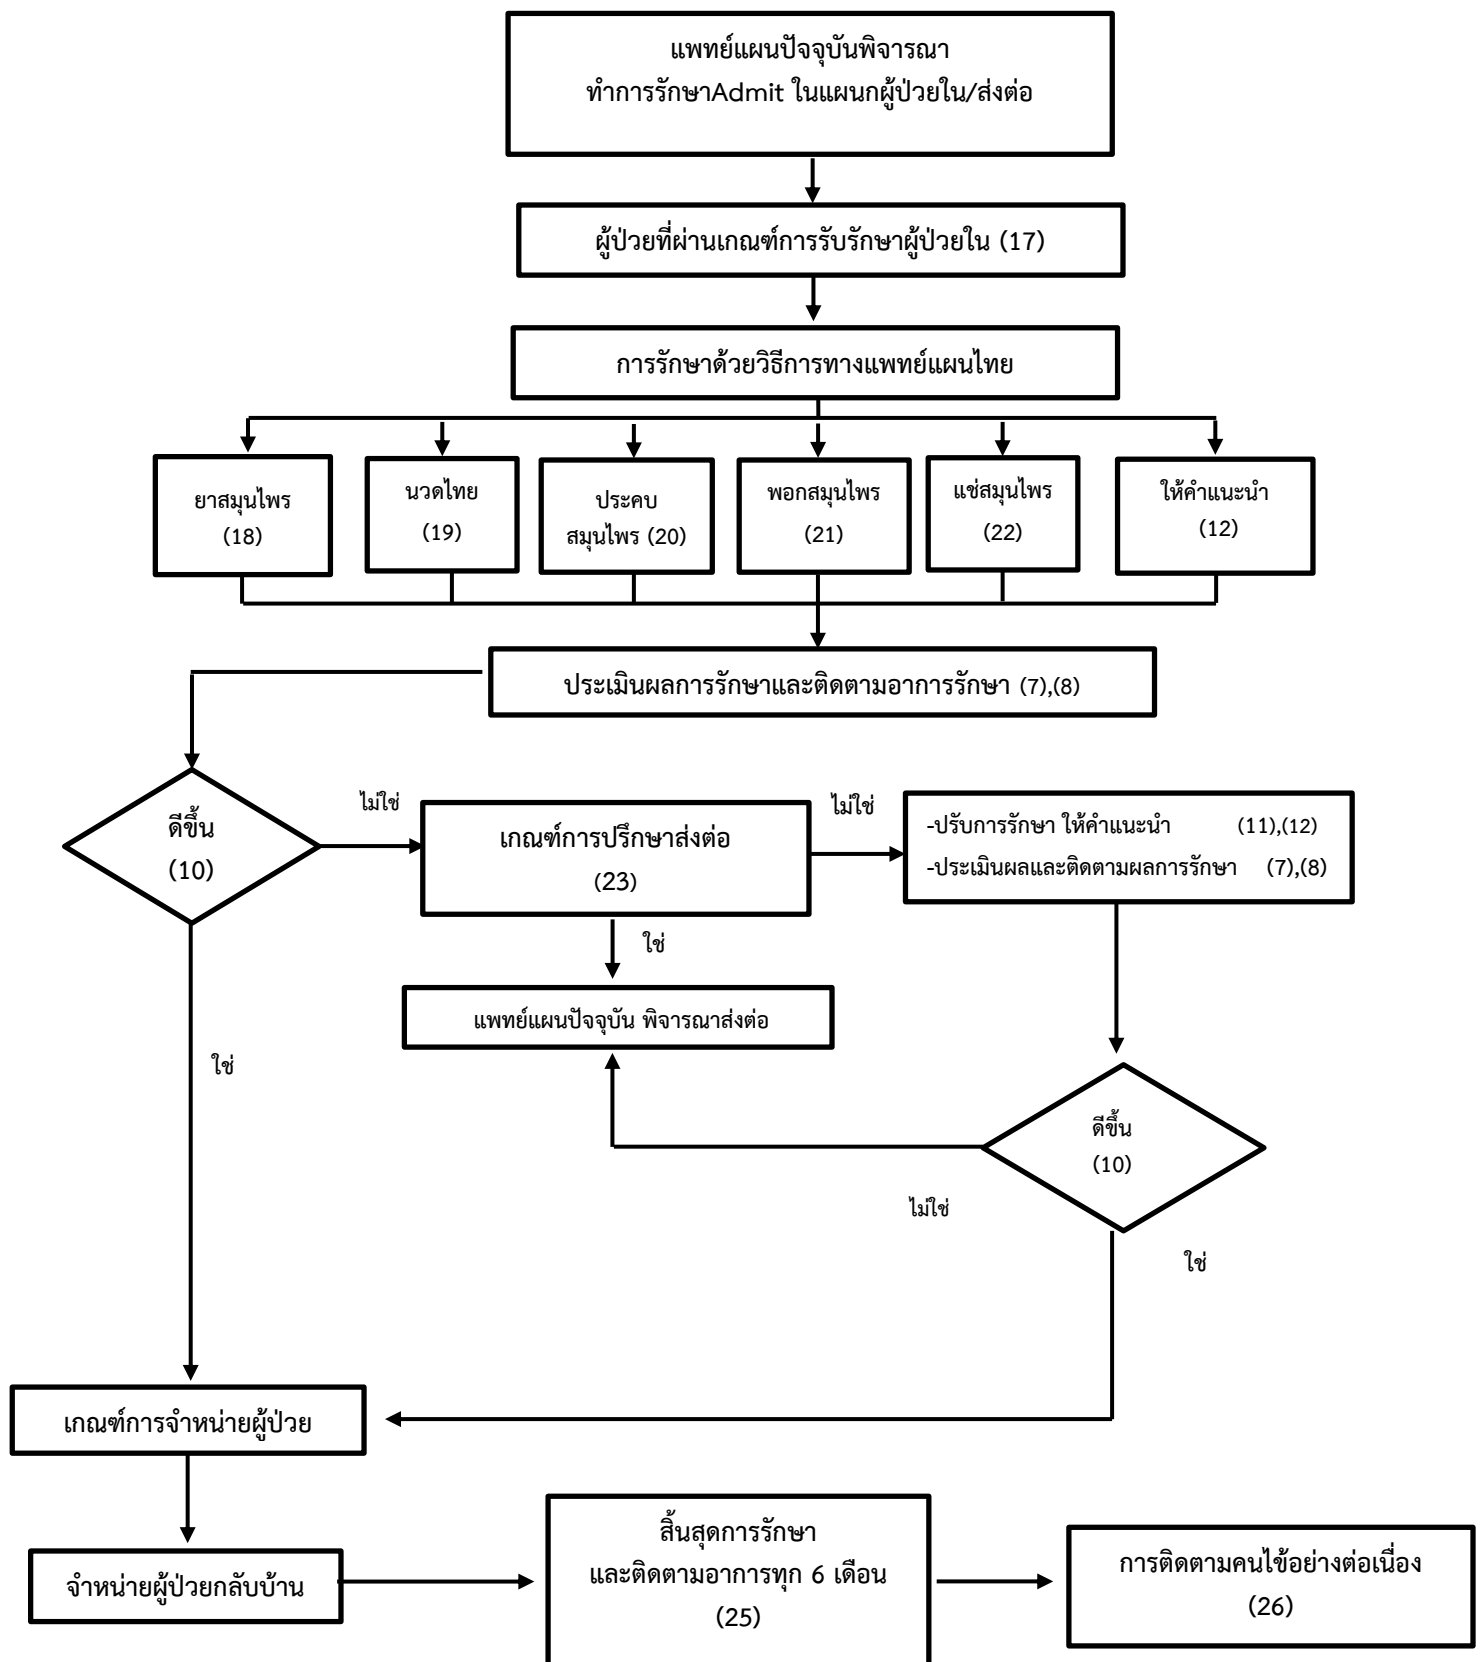 แพทย์แผนปัจจุบันพิจารณา
ทำการรักษาAdmit ในแผนกผู้ป่วยใน/ส่งต่อ
ผู้ป่วยที่ผ่านเกณฑ์การรับรักษาผู้ป่วยใน (17)
การรักษาด้วยวิธีการทางแพทย์แผนไทย
ยาสมุนไพร
(18)
นวดไทย
(19)
ประคบ
สมุนไพร (20)
พอกสมุนไพร
(21)
แช่สมุนไพร
(22)
ให้คำแนะนำ
(12)
ประเมินผลการรักษาและติดตามอาการรักษา (7),(8)
ดีขึ้น
(10)
ไม่ใช่
เกณฑ์การปรึกษาส่งต่อ
(23)
ไม่ใช่
-ปรับการรักษา ให้คำแนะนำ (11),(12)
-ประเมินผลและติดตามผลการรักษา (7),(8)
ใช่
แพทย์แผนปัจจุบัน พิจารณาส่งต่อ
ใช่
ดีขึ้น
(10)
ไม่ใช่
ใช่
เกณฑ์การจำหน่ายผู้ป่วย
จำหน่ายผู้ป่วยกลับบ้าน
สิ้นสุดการรักษา
และติดตามอาการทุก 6 เดือน
(25)
การติดตามคนไข้อย่างต่อเนื่อง
(26)